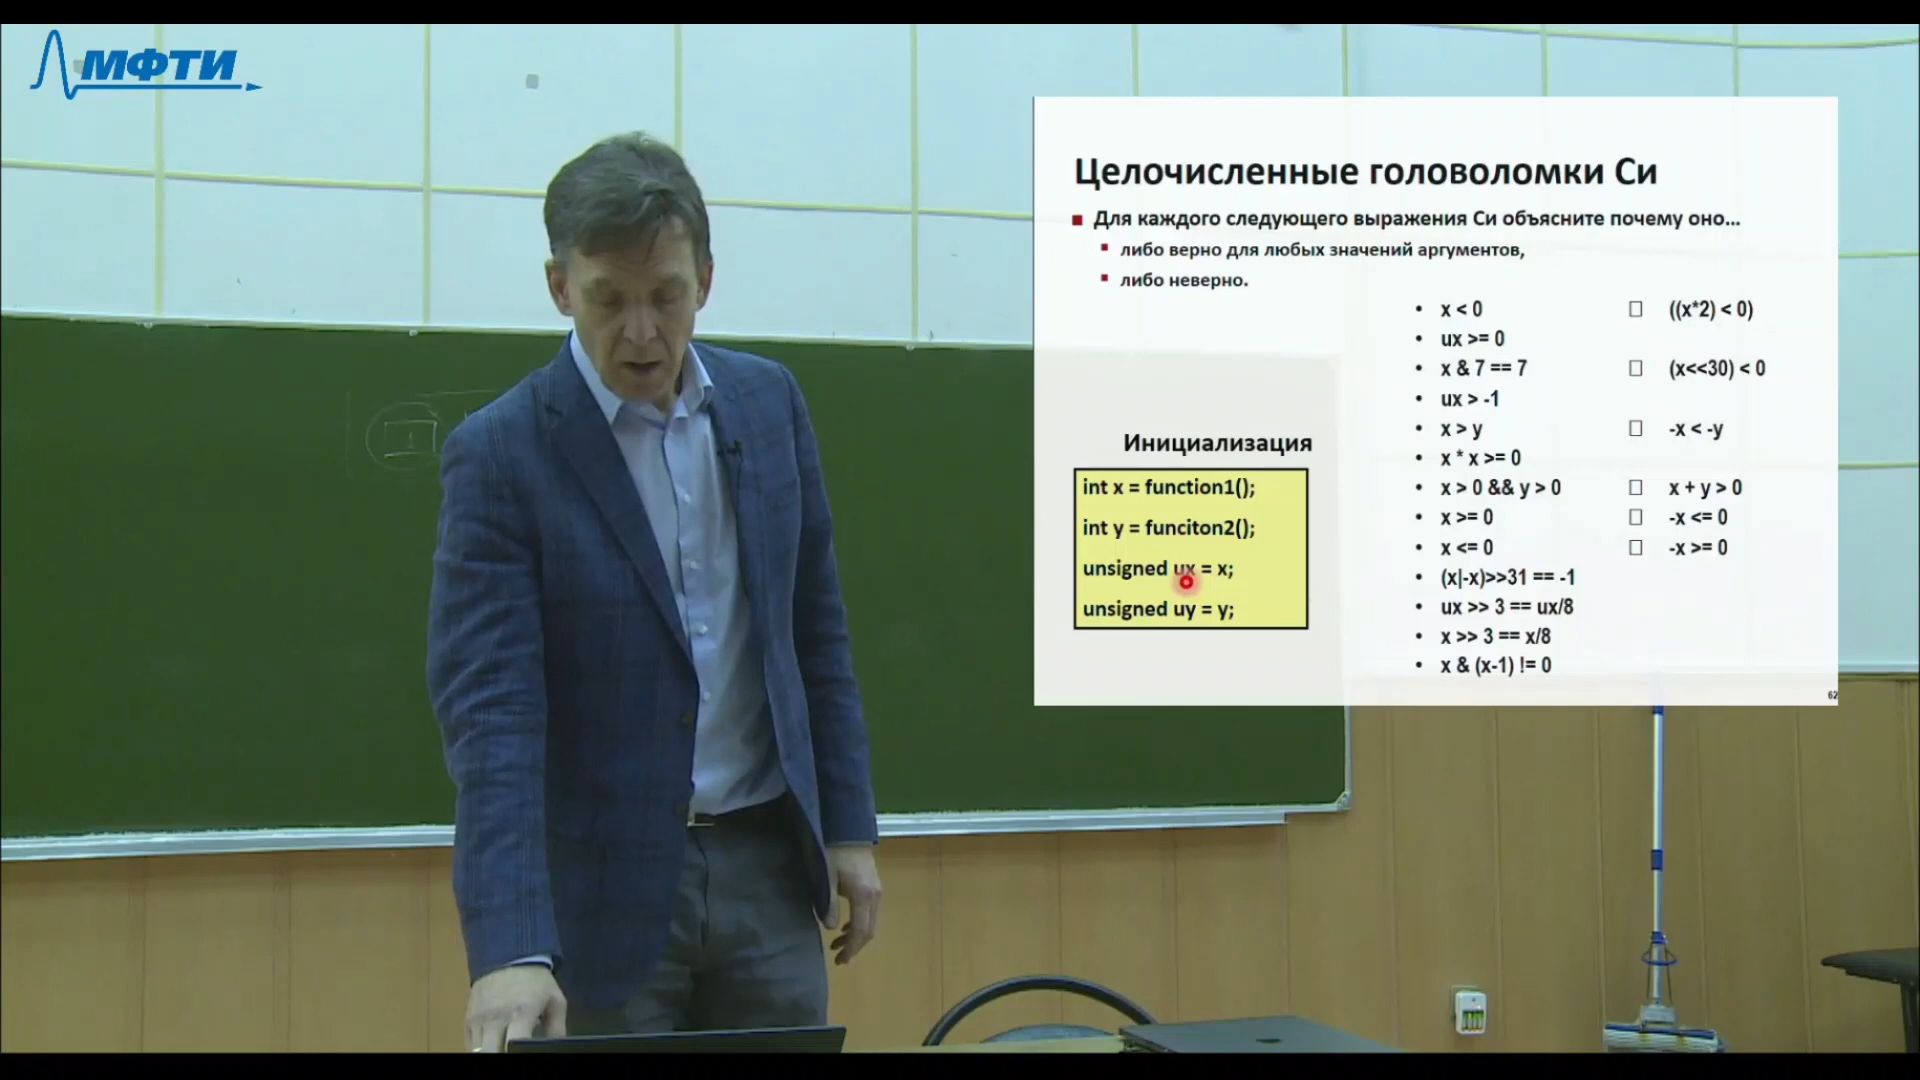 МФТИ
Целочисленные головоломки Си
Для каждого следующего выражения Си объясните почему оно...
либо верно для любых значений аргументов,
либо неверно.
• x < 0 □ ((x*2) < 0)
• ux >= 0
• x & 7 == 7 □ (x<<30) < 0
• ux > -1
• x > y □ -x < -y
• x * x >= 0
• x > 0 && y > 0 □ x + y > 0
• x >= 0 □ -x <= 0
• x <= 0 □ -x >= 0
• (x|-x)>>31 == -1
• ux >> 3 == ux/8
• x >> 3 == x/8
• x & (x-1) != 0
Инициализация
int x = function1();
int y = funciton2();
unsigned ux = x;
unsigned uy = y;
62